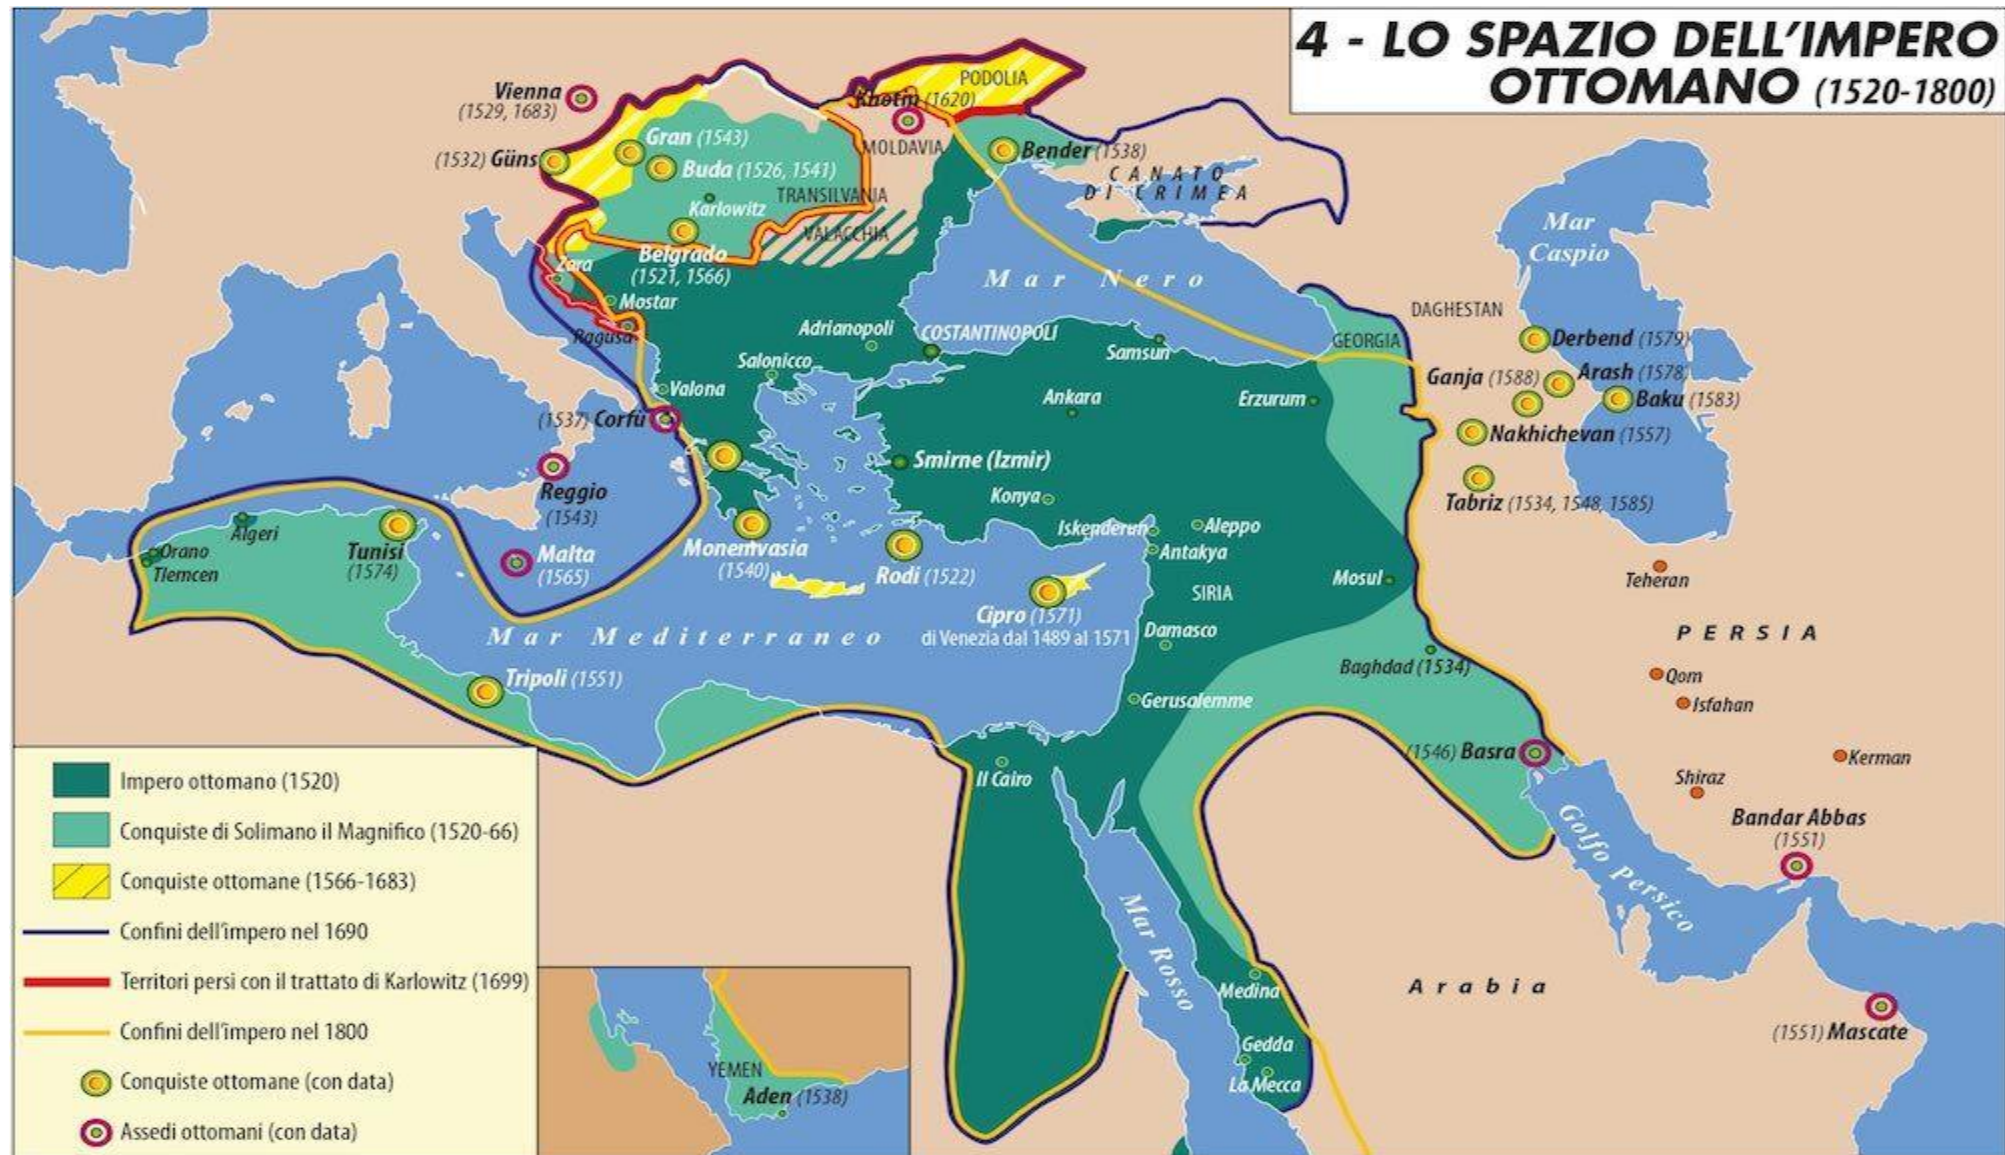 4 - LO SPAZIO DELL'IMPERO
OTTOMANO (1520-1800)
Vienna
(1529, 1683)
(1532) Güns
Gran (1543)
Buda (1526, 1541)
Karlowitz
TRANSILVANIA
VALACCHIA
Belgrado
(1521, 1566)
Zara
Mostar
Ragusa
PODOLIA
Khotin (1620)
MOLDAVIA
Bender (1538)
CANATO
DI CRIMEA
Mar Nero
Mar
Caspio
DAGHESTAN
GEORGIA
Derbend (1579)
Arash (1578)
Ganja (1588)
Baku (1583)
Nakhichevan (1557)
Tabriz (1534, 1548, 1585)
Adrianopoli
COSTANTINOPOLI
Salonicco
Samsun
Valona
Ankara
Erzurum
(1537) Corfù
Smirne (Izmir)
Konya
Reggio
(1543)
Iskenderun
Aleppo
Antakya
Algeri
Orano
Tlemcen
Tunisi
(1574)
Malta
(1565)
Monemvasia
(1540)
Rodi (1522)
Cipro (1571)
di Venezia dal 1489 al 1571
SIRIA
Mosul
Teheran
Mar Mediterraneo
Damasco
PERSIA
Baghdad (1534)
Tripoli (1551)
Gerusalemme
Qom
Isfahan
(1546) Basra
Kerman
Il Cairo
Shiraz
Bandar Abbas
(1551)
Golfo Persico
Mar Rosso
Medina
Arabia
(1551) Mascate
Gedda
La Mecca
YEMEN
Aden (1538)
Impero ottomano (1520)
Conquiste di Solimano il Magnifico (1520-66)
Conquiste ottomane (1566-1683)
Confini dell'impero nel 1690
Territori persi con il trattato di Karlowitz (1699)
Confini dell'impero nel 1800
Conquiste ottomane (con data)
Assedi ottomani (con data)